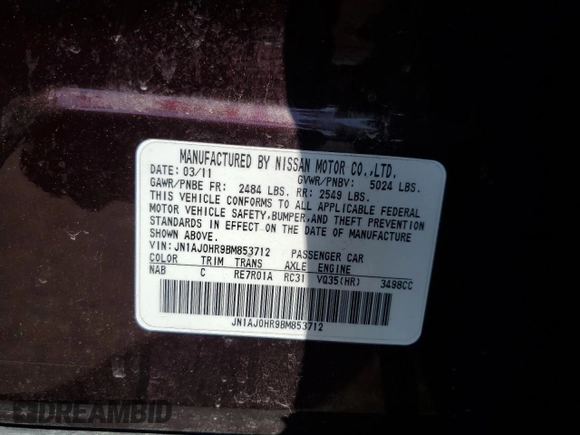 MANUFACTURED BY NISSAN MOTOR CO.,LTD.
DATE: 03/11 GVWR/PNBV: 5024 LBS.
GAWR/PNBE FR: 2484 LBS. RR: 2549 LBS.
THIS VEHICLE CONFORMS TO ALL APPLICABLE FEDERAL
MOTOR VEHICLE SAFETY,BUMPER,AND THEFT PREVENTION
STANDARDS IN EFFECT ON THE DATE OF MANUFACTURE
SHOWN ABOVE.
VIN: JN1AJ0HR9BM853712 PASSENGER CAR
COLOR TRIM TRANS AXLE ENGINE
NAB C RE7R01A RC31 VQ35(HR) 3498CC
JN1AJ0HR9BM853712
DREAMBID